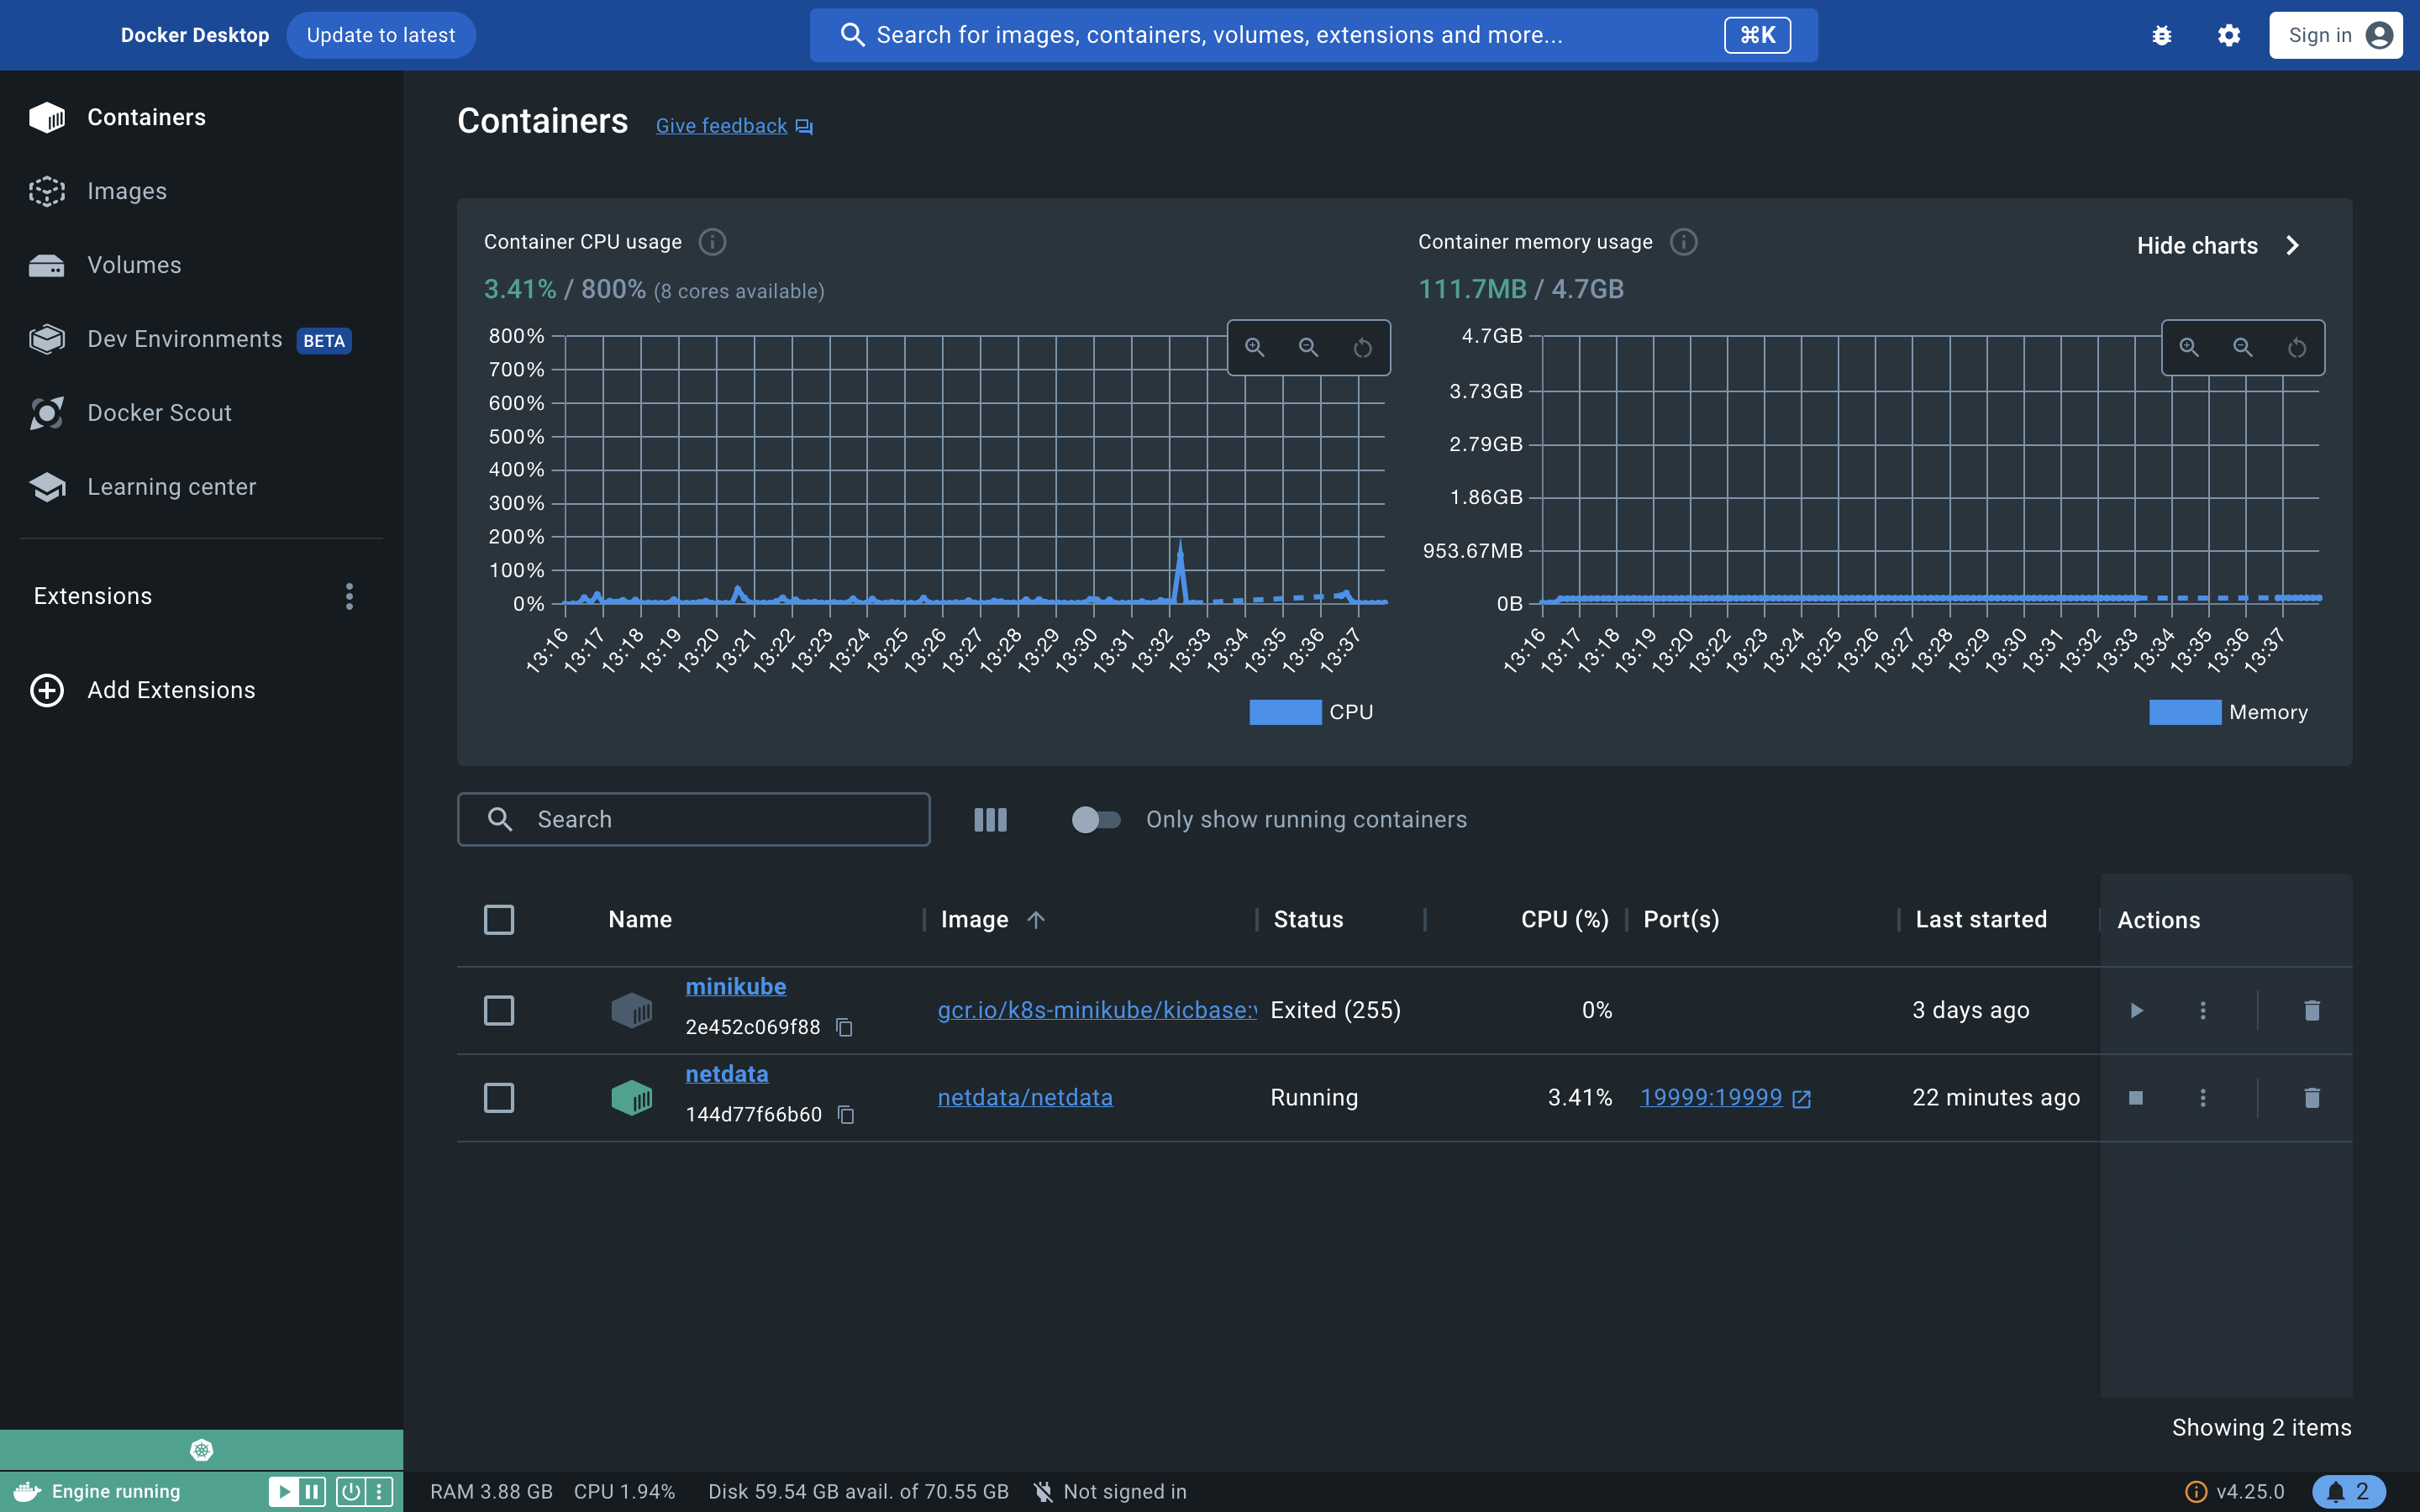 Docker Desktop
Update to latest
Search for images, containers, volumes, extensions and more...
⌘K
Sign in
Containers
Images
Volumes
Dev Environments BETA
Docker Scout
Learning center
Extensions
Add Extensions
Containers
Give feedback
Container CPU usage
3.41% / 800% (8 cores available)
800%
700%
600%
500%
400%
300%
200%
100%
0%
13:16
13:17
13:18
13:19
13:20
13:21
13:22
13:23
13:24
13:25
13:26
13:27
13:28
13:29
13:30
13:31
13:32
13:33
13:34
13:35
13:36
13:37
CPU
Container memory usage
111.7MB / 4.7GB
Hide charts
4.7GB
3.73GB
2.79GB
1.86GB
953.67MB
0B
13:16
13:17
13:18
13:19
13:20
13:22
13:23
13:24
13:25
13:26
13:27
13:28
13:29
13:30
13:31
13:32
13:33
13:34
13:35
13:36
13:37
Memory
Search
Only show running containers
Name Image Status CPU (%) Port(s) Last started Actions
minikube
2e452c069f88
gcr.io/k8s-minikube/kicbase: Exited (255) 0% 3 days ago
netdata
144d77f66b60
netdata/netdata Running 3.41% 19999:19999 22 minutes ago
Showing 2 items
Engine running
RAM 3.88 GB CPU 1.94% Disk 59.54 GB avail. of 70.55 GB Not signed in
v4.25.0
2